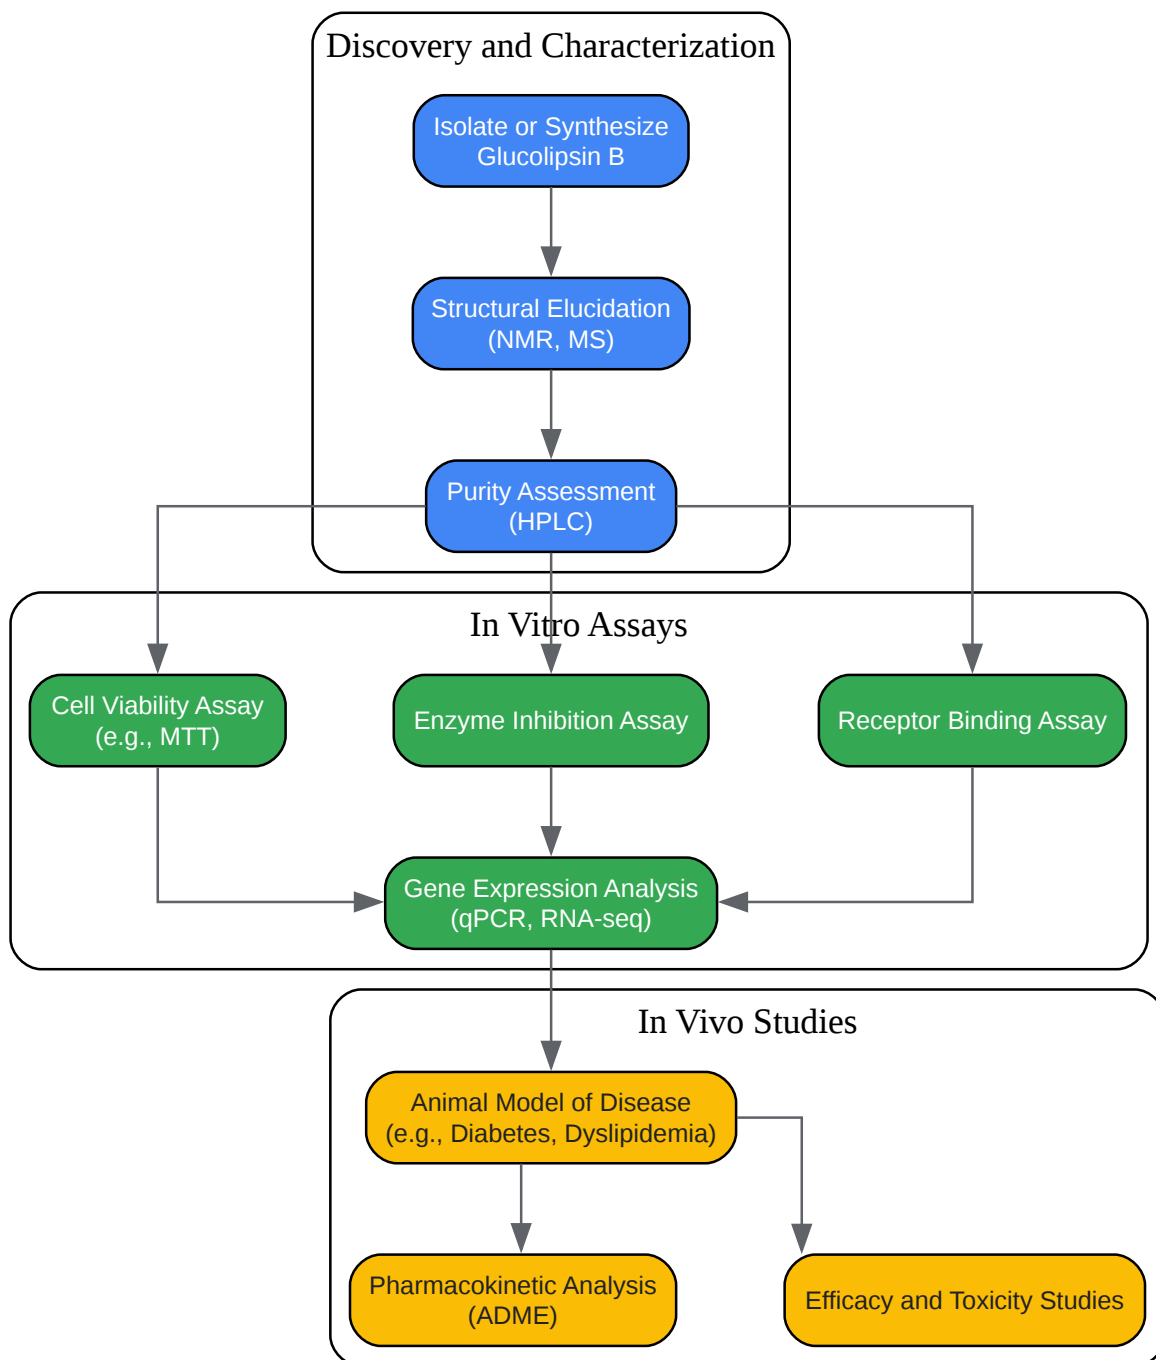 Discovery and Characterization
Isolate or Synthesize
Glucolipsin B
Structural Elucidation
(NMR, MS)
Purity Assessment
(HPLC)
In Vitro Assays
Cell Viability Assay
(e.g., MTT)
Enzyme Inhibition Assay
Receptor Binding Assay
Gene Expression Analysis
(qPCR, RNA-seq)
In Vivo Studies
Animal Model of Disease
(e.g., Diabetes, Dyslipidemia)
Pharmacokinetic Analysis
(ADME)
Efficacy and Toxicity Studies